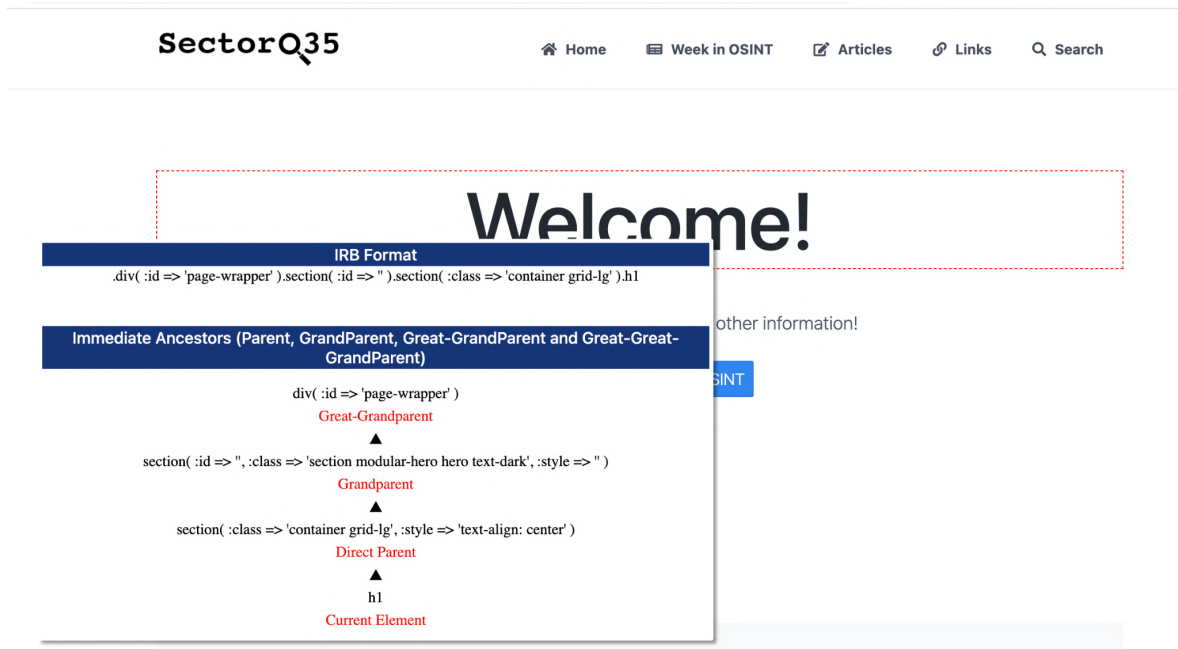 SectorQ35
Home
Week in OSINT
Articles
Links
Search
Welcome!
other information!
SINT
IRB Format
.div( :id => 'page-wrapper' ).section( :id => '' ).section( :class => 'container grid-lg' ).h1
Immediate Ancestors (Parent, GrandParent, Great-GrandParent and Great-Great-
GrandParent)
div( :id => 'page-wrapper' )
Great-Grandparent
▲
section( :id => '', :class => 'section modular-hero hero text-dark', :style => '' )
Grandparent
▲
section( :class => 'container grid-lg', :style => 'text-align: center' )
Direct Parent
▲
h1
Current Element